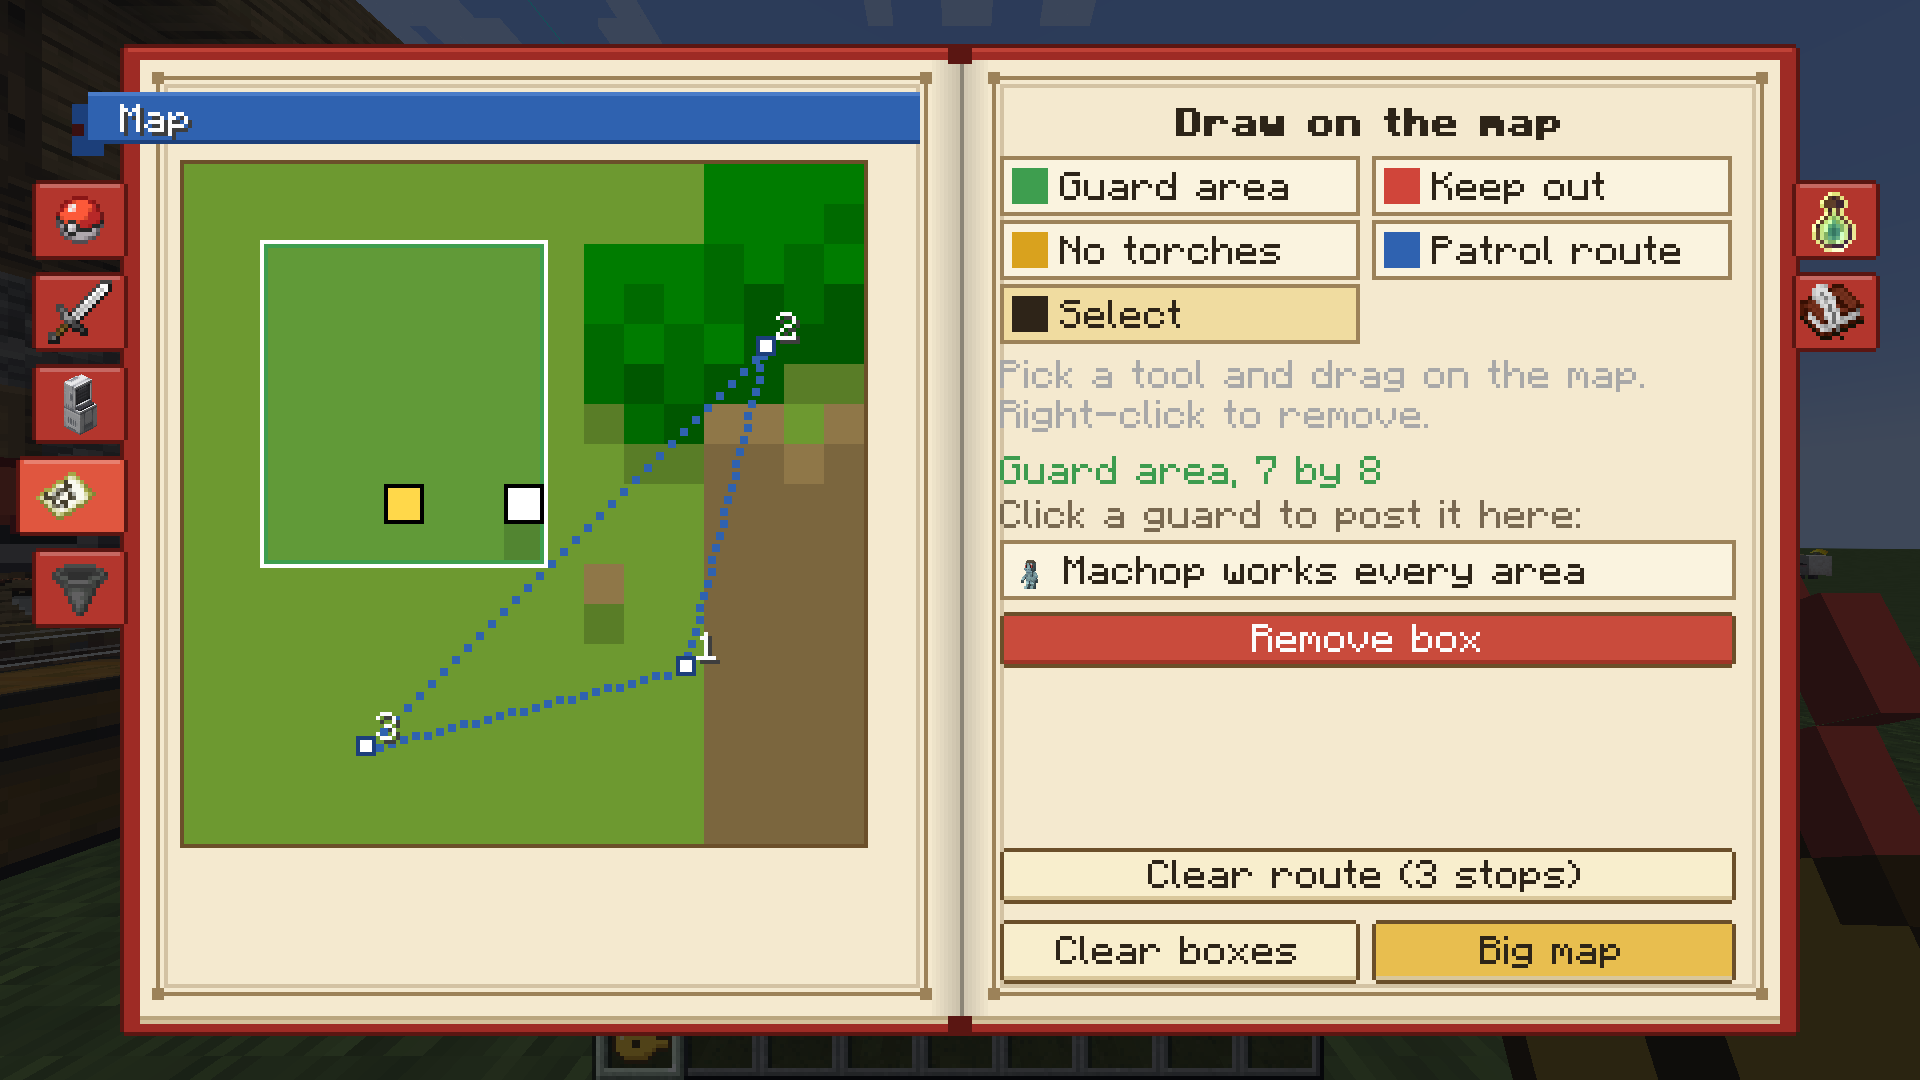 Map
2
1
3
Draw on the map
Guard area
Keep out
No torches
Patrol route
Select
Pick a tool and drag on the map.
Right-click to remove.
Guard area, 7 by 8
Click a guard to post it here:
Machop works every area
Remove box
Clear route (3 stops)
Clear boxes
Big map